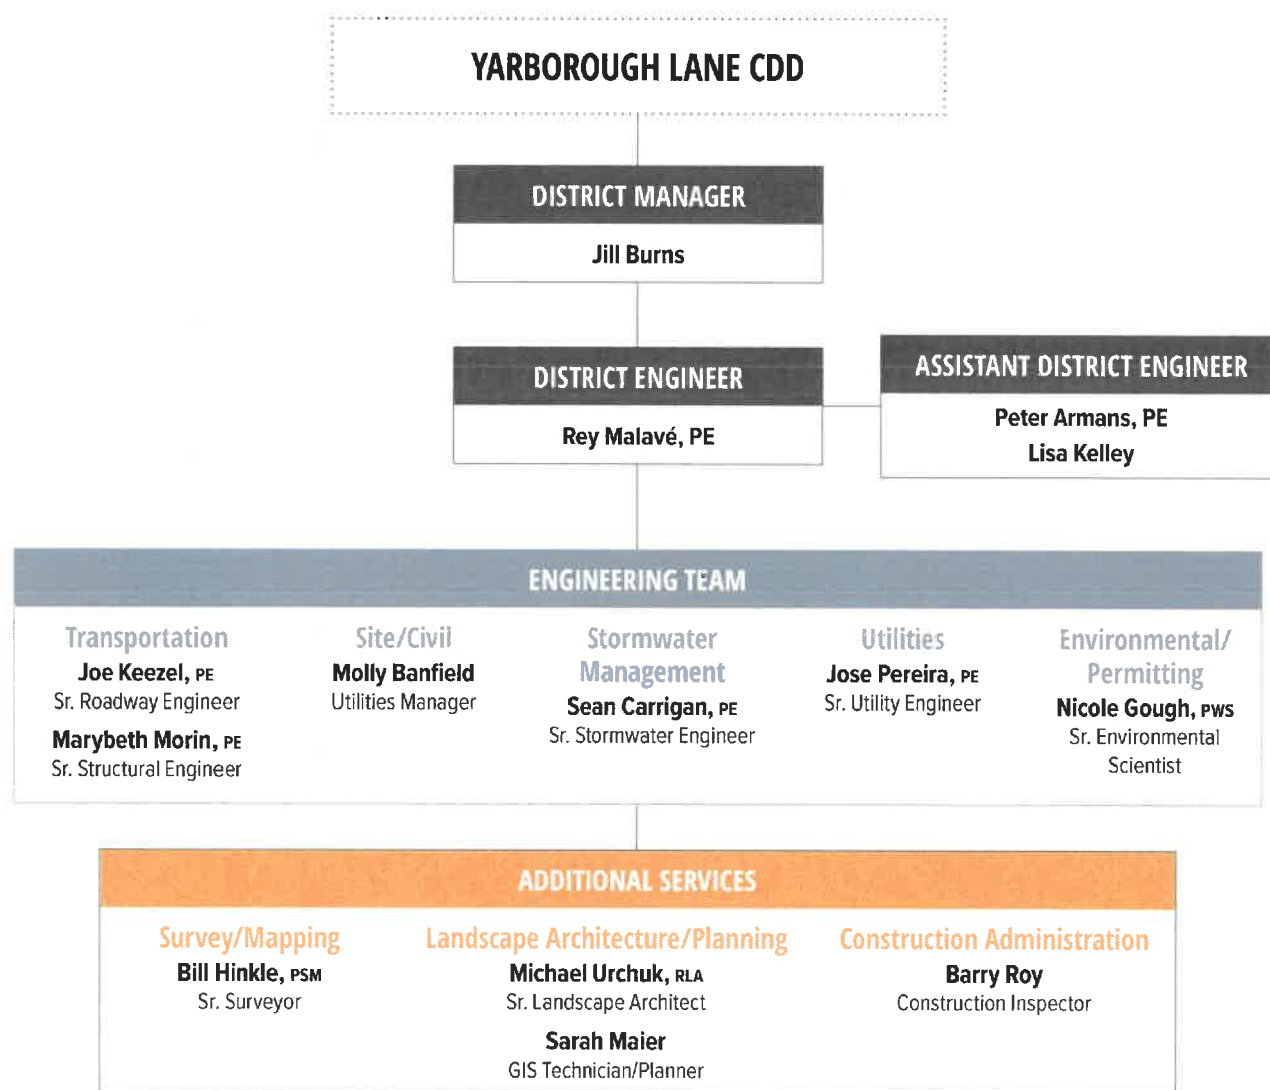 YARBOROUGH LANE CDD
DISTRICT MANAGER
Jill Burns
DISTRICT ENGINEER
Rey Malavé, PE
ASSISTANT DISTRICT ENGINEER
Peter Armans, PE
Lisa Kelley
ENGINEERING TEAM
Transportation
Joe Keezel, PE
Sr. Roadway Engineer
Marybeth Morin, PE
Sr. Structural Engineer
Site/Civil
Molly Banfield
Utilities Manager
Stormwater
Management
Sean Carrigan, PE
Sr. Stormwater Engineer
Utilities
Jose Pereira, PE
Sr. Utility Engineer
Environmental/
Permitting
Nicole Gough, PWS
Sr. Environmental
Scientist
ADDITIONAL SERVICES
Survey/Mapping
Bill Hinkle, PSM
Sr. Surveyor
Landscape Architecture/Planning
Michael Urchuk, RLA
Sr. Landscape Architect
Sarah Maier
GIS Technician/Planner
Construction Administration
Barry Roy
Construction Inspector